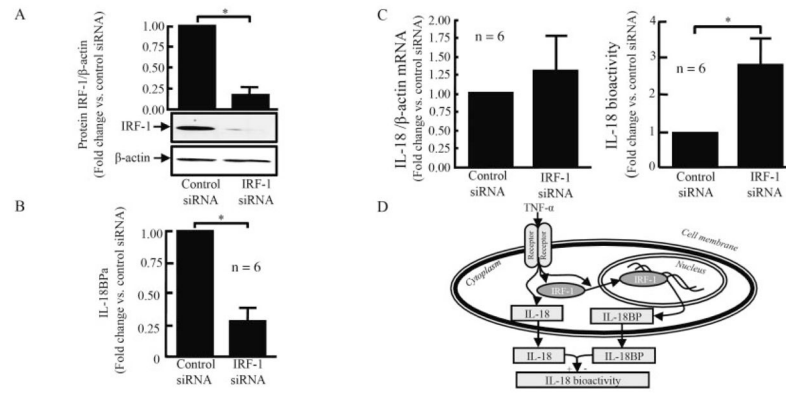 A
Protein IRF-1/β-actin
(Fold change vs. control siRNA)
1.00
0.75
0.50
0.25
0.00
*
IRF-1
β-actin
Control
siRNA
IRF-1
siRNA
B
IL-18BPa
(Fold change vs. control siRNA)
1.00
0.75
0.50
0.25
0
*
n = 6
Control
siRNA
IRF-1
siRNA
C
IL-18 /β-actin mRNA
(Fold change vs. control siRNA)
2.00
1.75
1.50
1.25
1.00
0.75
0.50
0.25
0.00
n = 6
Control
siRNA
IRF-1
siRNA
IL-18 bioactivity
(Fold change vs. control siRNA)
4
3
2
1
0
*
n = 6
Control
siRNA
IRF-1
siRNA
D
TNF-α
Receptor
Receptor
Cell membrane
Cytoplasm
Nucleus
IRF-1
IRF-1
IL-18
IL-18BP
IL-18
IL-18BP
+
-
IL-18 bioactivity